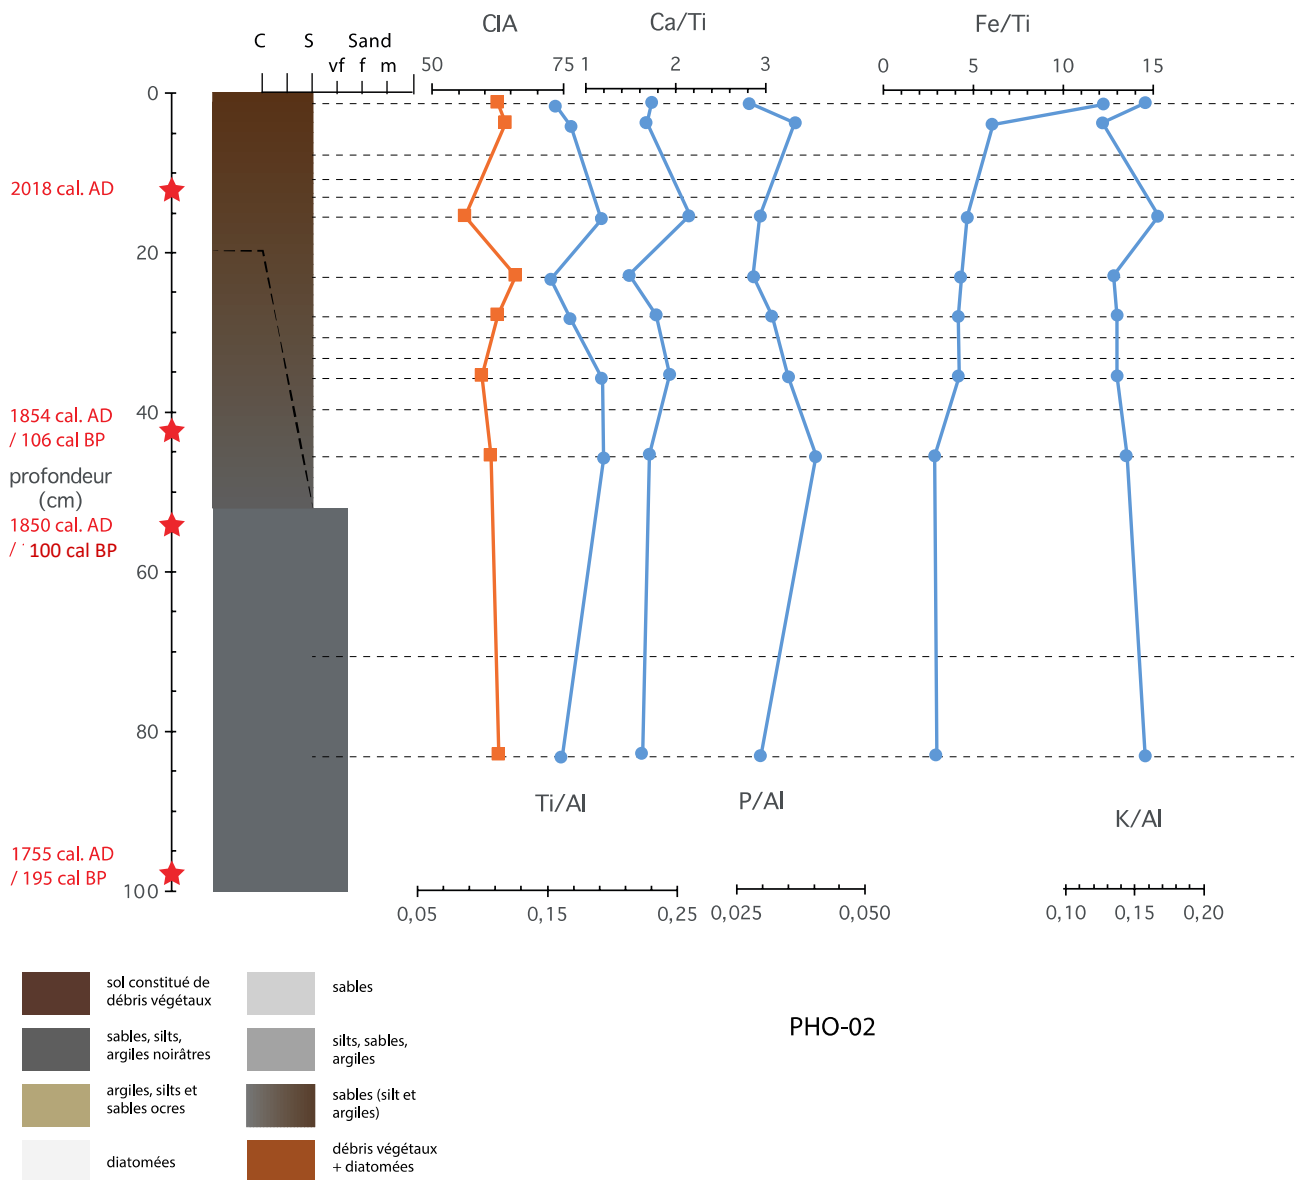 CIA
Ca/Ti
Fe/Ti
C
S
Sand
vf
f
m
50
75
1
2
3
0
5
10
15
0
2018 cal. AD
20
40
1854 cal. AD
/ 106 cal BP
profondeur
(cm)
1850 cal. AD
/ 100 cal BP
60
80
1755 cal. AD
/ 195 cal BP
100
Ti/Al
P/Al
K/Al
0,05
0,15
0,25
0,025
0,050
0,10
0,15
0,20
sol constitué de
débris végétaux
sables
sables, silts,
argiles noirâtres
silts, sables,
argiles
argiles, silts et
sables ocres
sables (silt et
argiles)
diatomées
débris végétaux
+ diatomées
PHO-02